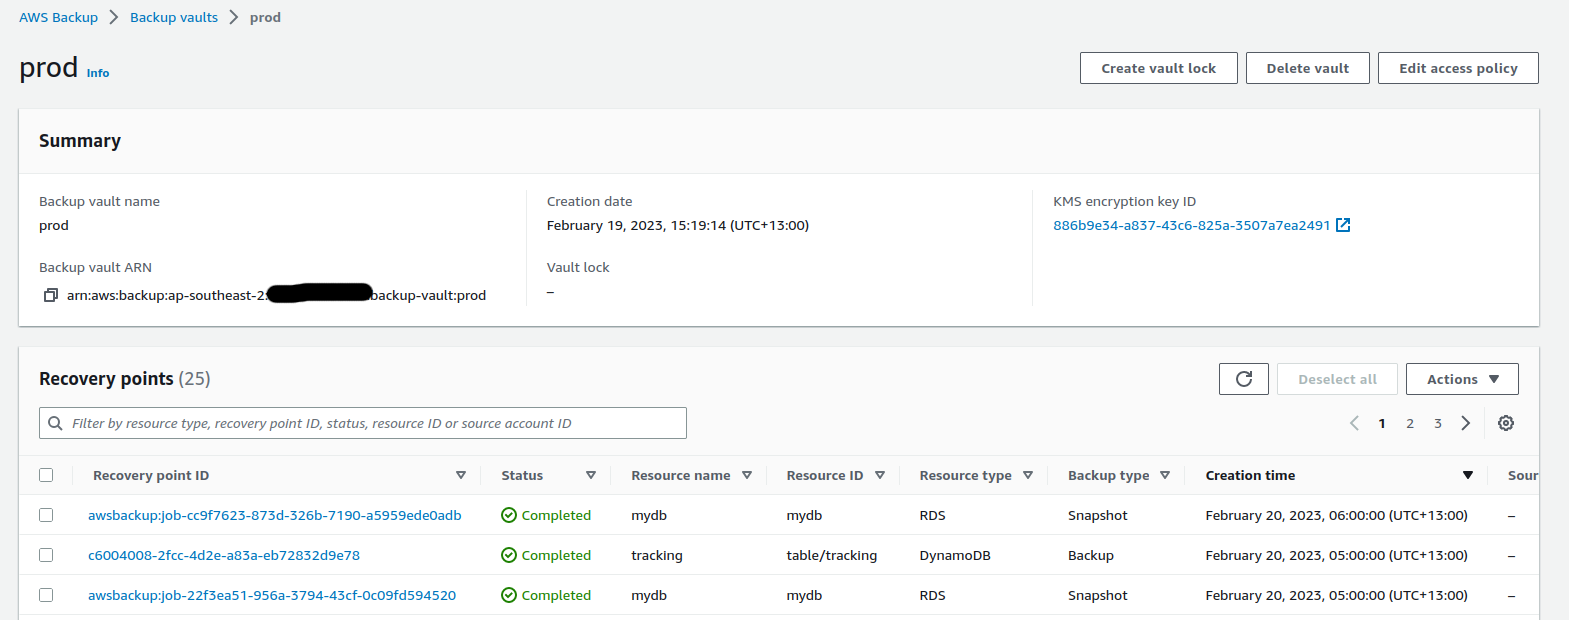 AWS Backup > Backup vaults > prod
prod Info
Create vault lock Delete vault Edit access policy
Summary
Backup vault name Creation date KMS encryption key ID
prod February 19, 2023, 15:19:14 (UTC+13:00) 886b9e34-a837-43c6-825a-3507a7ea2491
Backup vault ARN Vault lock
arn:aws:backup:ap-southeast-2: backup-vault:prod –
Recovery points (25) Deselect all Actions
Filter by resource type, recovery point ID, status, resource ID or source account ID 1 2 3
Recovery point ID Status Resource name Resource ID Resource type Backup type Creation time Sour
awsbackup:job-cc9f7623-873d-326b-7190-a5959ede0adb Completed mydb mydb RDS Snapshot February 20, 2023, 06:00:00 (UTC+13:00) –
c6004008-2fcc-4d2e-a83a-eb72832d9e78 Completed tracking table/tracking DynamoDB Backup February 20, 2023, 05:00:00 (UTC+13:00) –
awsbackup:job-22f3ea51-956a-3794-43cf-0c09fd594520 Completed mydb mydb RDS Snapshot February 20, 2023, 05:00:00 (UTC+13:00) –